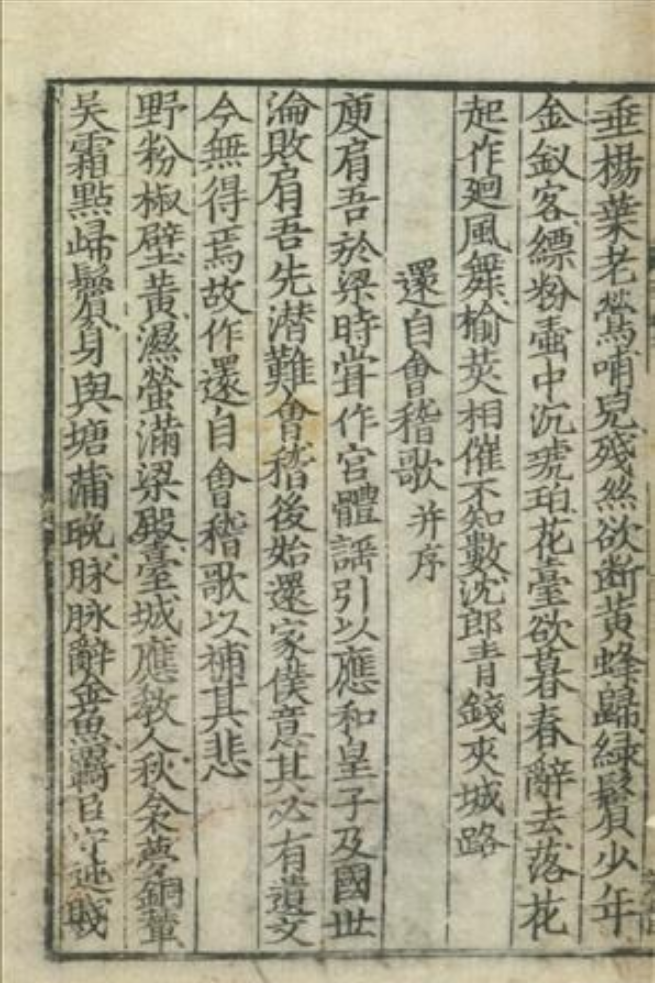 垂楊葉老鶯哺兒殘絲欲斷黃蜂歸綠鬢少年
金釵客縹粉壷中沉琥珀花臺欲暮春辭去落花
起作廻風舞榆莢相催不知數沈郎青錢夾城路
還自會稽歌并序
庾肩吾於梁時甞作宫體謡引以應和皇子及國世
淪敗肩吾先潜難會稽後始還家僕意其必有遺文
今無得焉故作還自會稽歌以補其悲
野粉椒壁黃濕螢滿梁殿臺城應教人秋衾夢銅輦
吴霜點歸鬢身與塘蒲晚脉脉辭金魚羇臣守迍賤